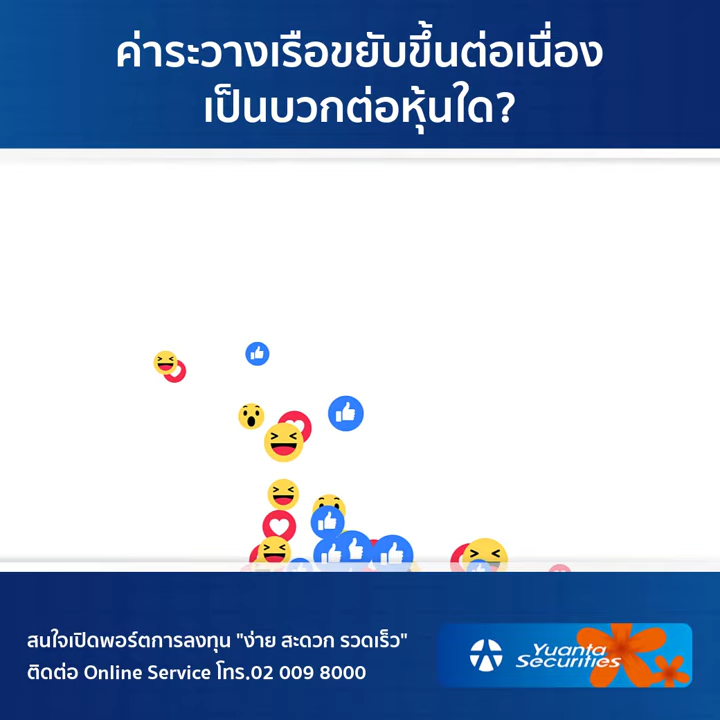 ค่าระวางเรือขยับขึ้นต่อเนื่อง
เป็นบวกต่อหุ้นใด?
สนใจเปิดพอร์ตการลงทุน "ง่าย สะดวก รวดเร็ว"
ติดต่อ Online Service โทร.02 009 8000
Yuanta
Securities